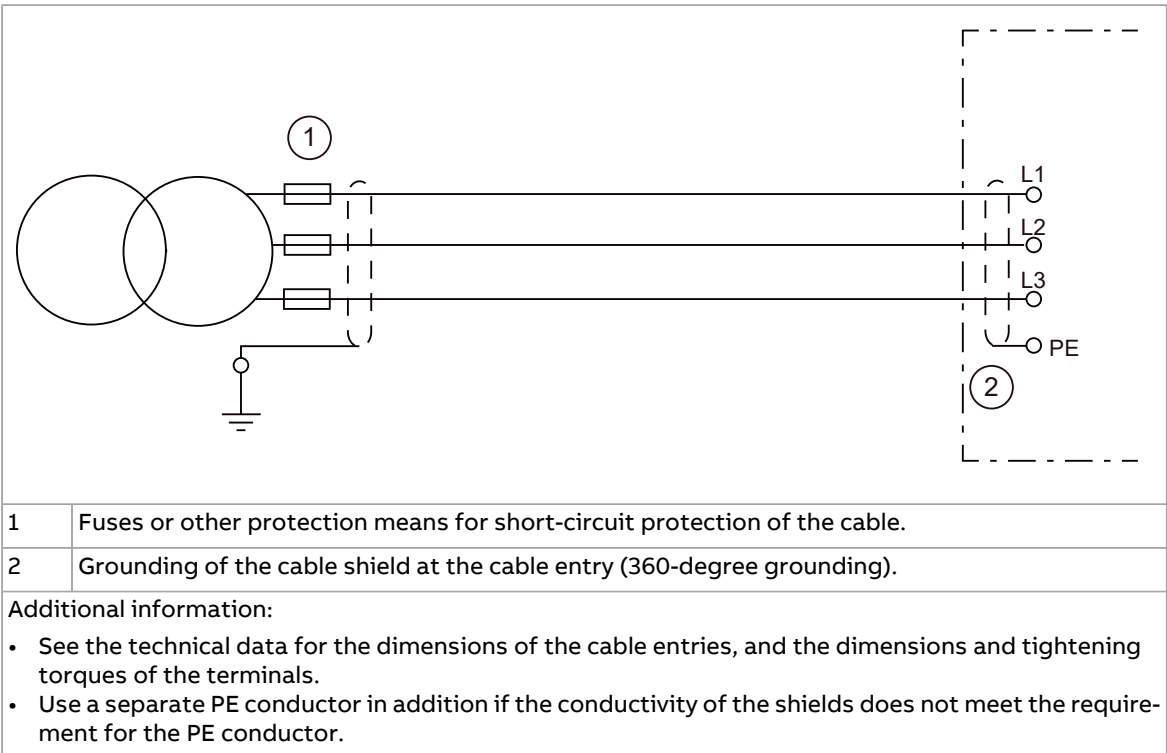 1
L1
L2
L3
PE
2
1 Fuses or other protection means for short-circuit protection of the cable.
2 Grounding of the cable shield at the cable entry (360-degree grounding).
Additional information:
• See the technical data for the dimensions of the cable entries, and the dimensions and tightening
torques of the terminals.
• Use a separate PE conductor in addition if the conductivity of the shields does not meet the require-
ment for the PE conductor.